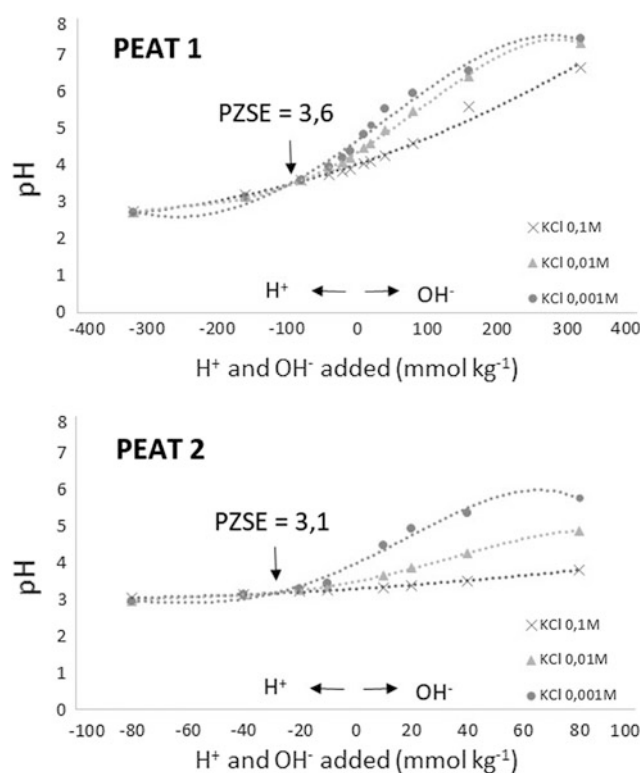 8
PEAT 1
7
6
PZSE = 3,6
5
pH
4
3
KCl 0,1M
2
KCl 0,01M
1
H⁺
OH⁻
KCl 0,001M
0
-400 -300 -200 -100 0 100 200 300 400
H⁺ and OH⁻ added (mmol kg⁻¹)
8
PEAT 2
7
6
PZSE = 3,1
5
4
pH
3
2
KCl 0,1M
KCl 0,01M
1
H⁺
OH⁻
KCl 0,001M
0
-100 -80 -60 -40 -20 0 20 40 60 80 100
H⁺ and OH⁻ added (mmol kg⁻¹)